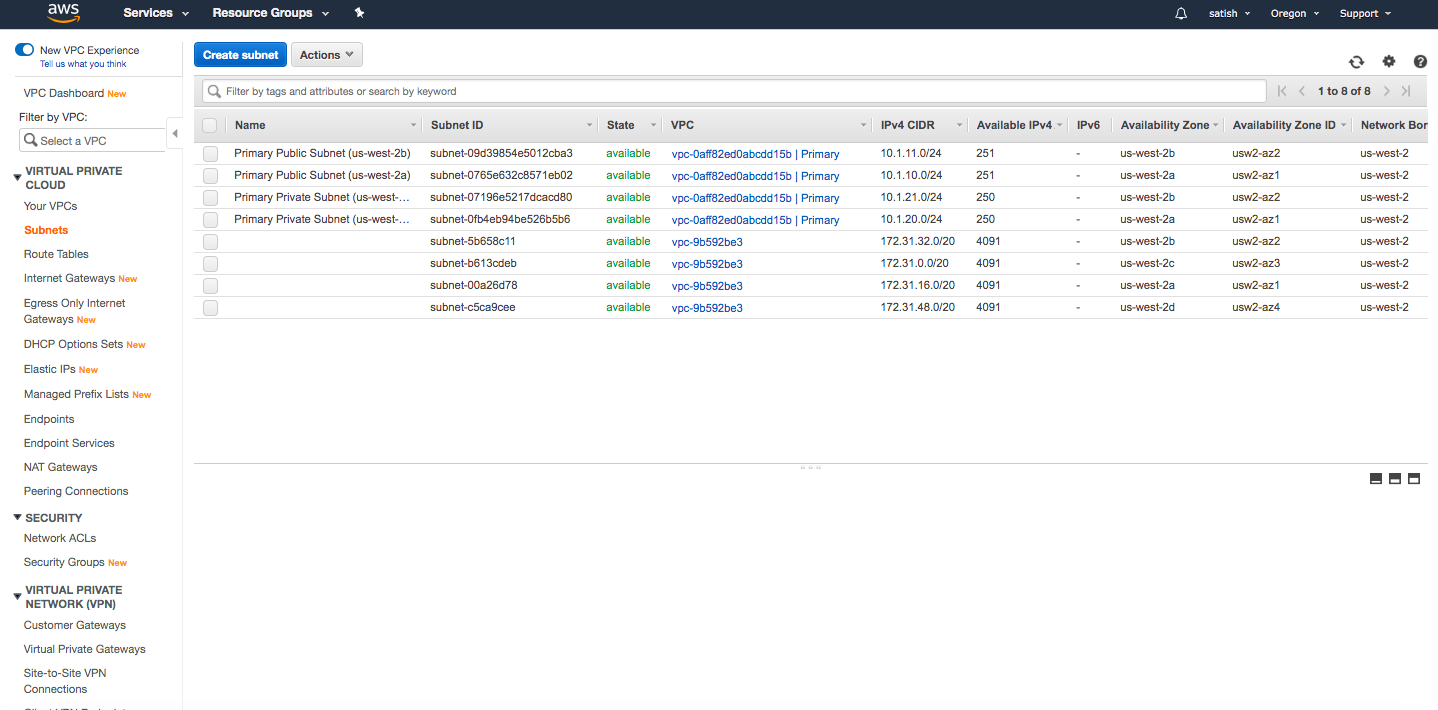 aws Services Resource Groups satish Oregon Support
New VPC Experience
Tell us what you think
VPC Dashboard New
Filter by VPC:
Select a VPC
VIRTUAL PRIVATE
CLOUD
Your VPCs
Subnets
Route Tables
Internet Gateways New
Egress Only Internet
Gateways New
DHCP Options Sets New
Elastic IPs New
Managed Prefix Lists New
Endpoints
Endpoint Services
NAT Gateways
Peering Connections
SECURITY
Network ACLs
Security Groups New
VIRTUAL PRIVATE
NETWORK (VPN)
Customer Gateways
Virtual Private Gateways
Site-to-Site VPN
Connections
Create subnet Actions
Filter by tags and attributes or search by keyword 1 to 8 of 8
Name Subnet ID State VPC IPv4 CIDR Available IPv4 IPv6 Availability Zone Availability Zone ID Network Bor
Primary Public Subnet (us-west-2b) subnet-09d39854e5012cba3 available vpc-0aff82ed0abcdd15b | Primary 10.1.11.0/24 251 - us-west-2b usw2-az2 us-west-2
Primary Public Subnet (us-west-2a) subnet-0765e632c8571eb02 available vpc-0aff82ed0abcdd15b | Primary 10.1.10.0/24 251 - us-west-2a usw2-az1 us-west-2
Primary Private Subnet (us-west-... subnet-07196e5217dcacd80 available vpc-0aff82ed0abcdd15b | Primary 10.1.21.0/24 250 - us-west-2b usw2-az2 us-west-2
Primary Private Subnet (us-west-... subnet-0fb4eb94be526b5b6 available vpc-0aff82ed0abcdd15b | Primary 10.1.20.0/24 250 - us-west-2a usw2-az1 us-west-2
subnet-5b658c11 available vpc-9b592be3 172.31.32.0/20 4091 - us-west-2b usw2-az2 us-west-2
subnet-b613cdeb available vpc-9b592be3 172.31.0.0/20 4091 - us-west-2c usw2-az3 us-west-2
subnet-00a26d78 available vpc-9b592be3 172.31.16.0/20 4091 - us-west-2a usw2-az1 us-west-2
subnet-c5ca9cee available vpc-9b592be3 172.31.48.0/20 4091 - us-west-2d usw2-az4 us-west-2